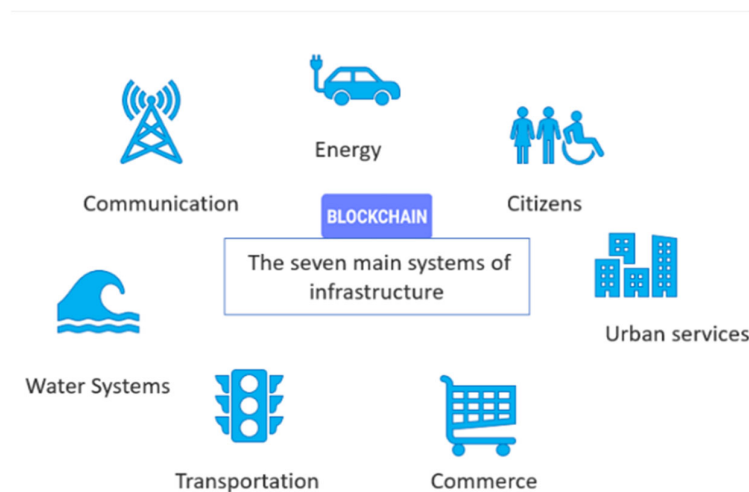 Energy
Communication
Citizens
BLOCKCHAIN
The seven main systems of
infrastructure
Urban services
Water Systems
Transportation
Commerce